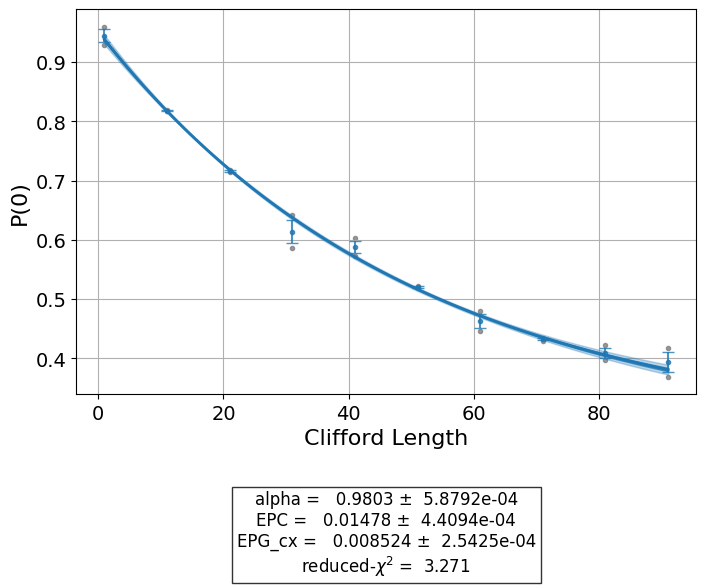 0.9
0.8
0.7
0.6
0.5
0.4
P(0)
0 20 40 60 80
Clifford Length
alpha = 0.9803 ± 5.8792e-04
EPC = 0.01478 ± 4.4094e-04
EPG_cx = 0.008524 ± 2.5425e-04
reduced-χ² = 3.271